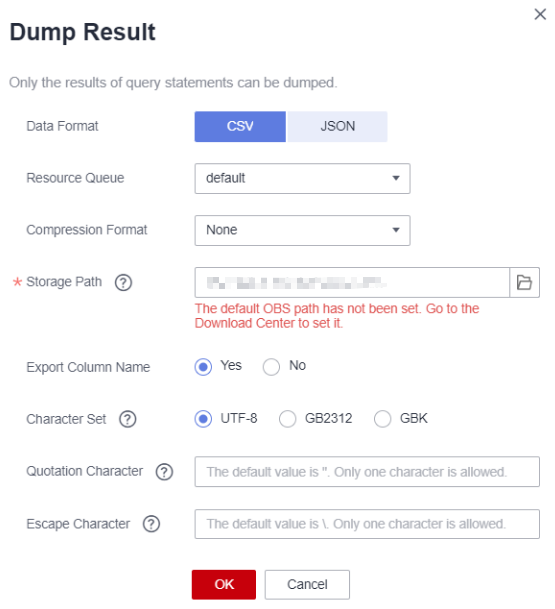 Dump Result
Only the results of query statements can be dumped.
Data Format CSV JSON
Resource Queue default
Compression Format None
* Storage Path ?
The default OBS path has not been set. Go to the
Download Center to set it.
Export Column Name Yes No
Character Set ? UTF-8 GB2312 GBK
Quotation Character ? The default value is ". Only one character is allowed.
Escape Character ? The default value is \. Only one character is allowed.
OK Cancel